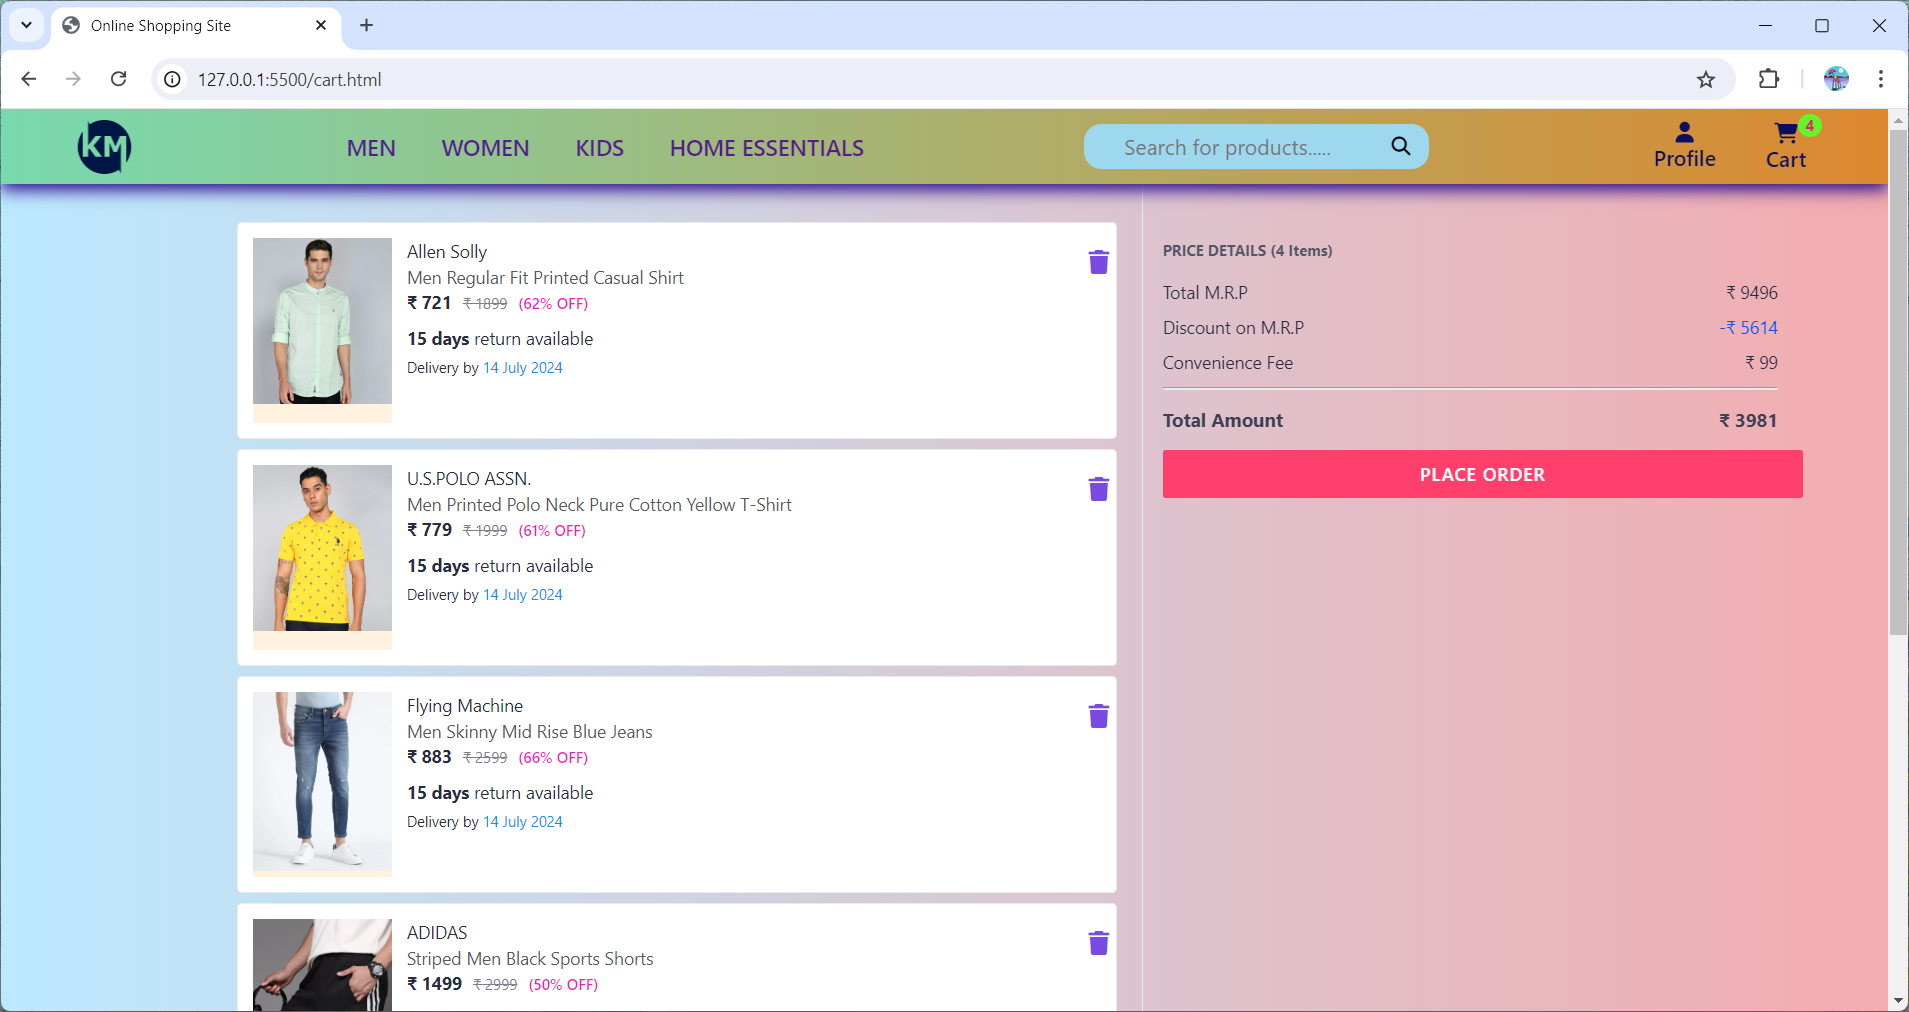 Online Shopping Site
127.0.0.1:5500/cart.html
KM
MEN WOMEN KIDS HOME ESSENTIALS
Search for products.....
Profile
4
Cart
Allen Solly
Men Regular Fit Printed Casual Shirt
₹ 721 ₹ 1899 (62% OFF)
15 days return available
Delivery by 14 July 2024
U.S.POLO ASSN.
Men Printed Polo Neck Pure Cotton Yellow T-Shirt
₹ 779 ₹ 1999 (61% OFF)
15 days return available
Delivery by 14 July 2024
Flying Machine
Men Skinny Mid Rise Blue Jeans
₹ 883 ₹ 2599 (66% OFF)
15 days return available
Delivery by 14 July 2024
ADIDAS
Striped Men Black Sports Shorts
₹ 1499 ₹ 2999 (50% OFF)
PRICE DETAILS (4 Items)
Total M.R.P ₹ 9496
Discount on M.R.P -₹ 5614
Convenience Fee ₹ 99
Total Amount ₹ 3981
PLACE ORDER